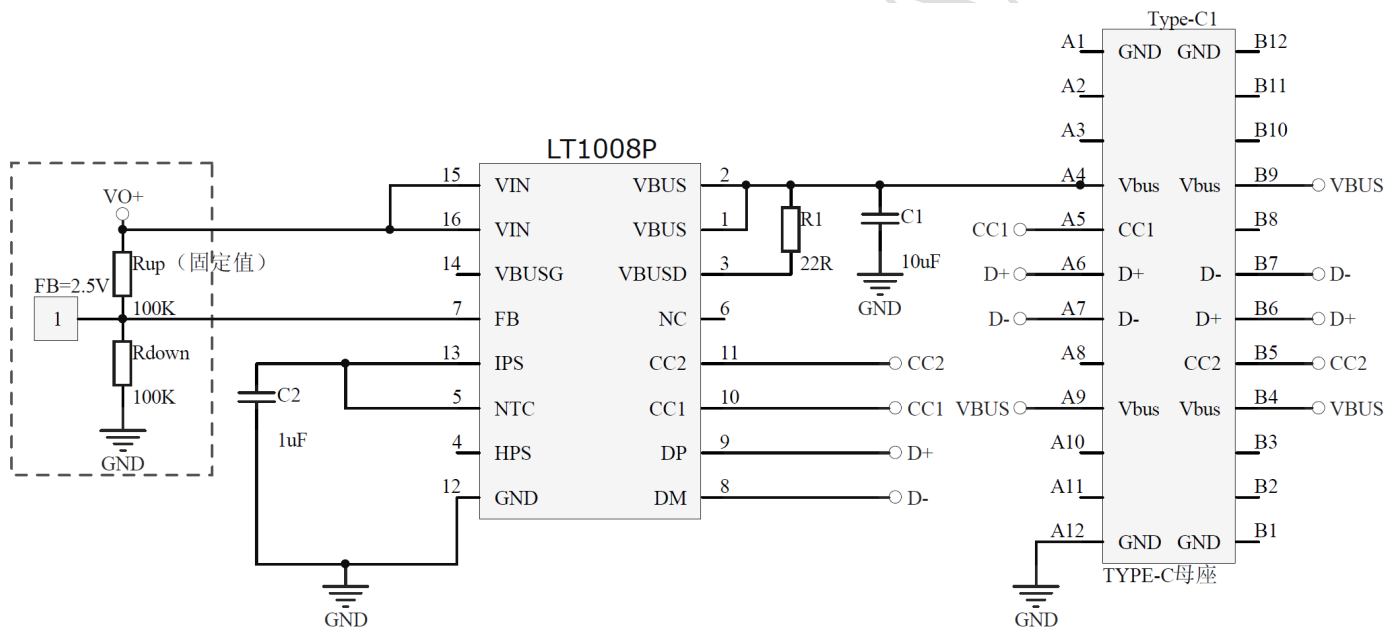 Type-C1
A1 GND GND B12
A2 B11
A3 B10
LT1008P
15 VIN VBUS 2 A4 Vbus Vbus B9 VBUS
VO+
16 VIN VBUS 1 R1 C1 CC1 A5 CC1 B8
Rup（固定值） 14 VBUSG VBUSD 3 22R 10uF D+ A6 D+ D- B7 D-
FB=2.5V
100K GND
1 7 FB NC 6 D- A7 D- D+ B6 D+
Rdown 13 IPS CC2 11 CC2 A8 CC2 B5 CC2
100K C2 5 NTC CC1 10 CC1 VBUS A9 Vbus Vbus B4 VBUS
1uF 4 HPS DP 9 D+ A10 B3
GND
12 GND DM 8 D- A11 B2
A12 GND GND B1
TYPE-C母座
GND GND